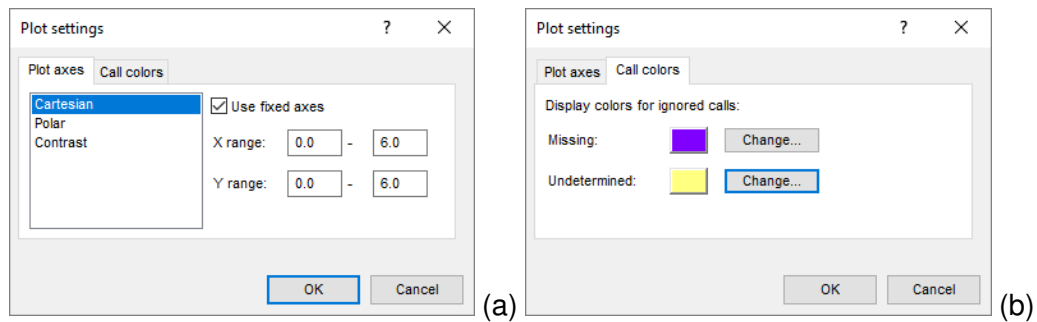 Plot settings ? ×
Plot axes Call colors
Cartesian
Polar
Contrast
Use fixed axes
X range: 0.0 - 6.0
Y range: 0.0 - 6.0
OK Cancel
(a)
Plot settings ? ×
Plot axes Call colors
Display colors for ignored calls:
Missing: Change...
Undetermined: Change...
OK Cancel
(b)